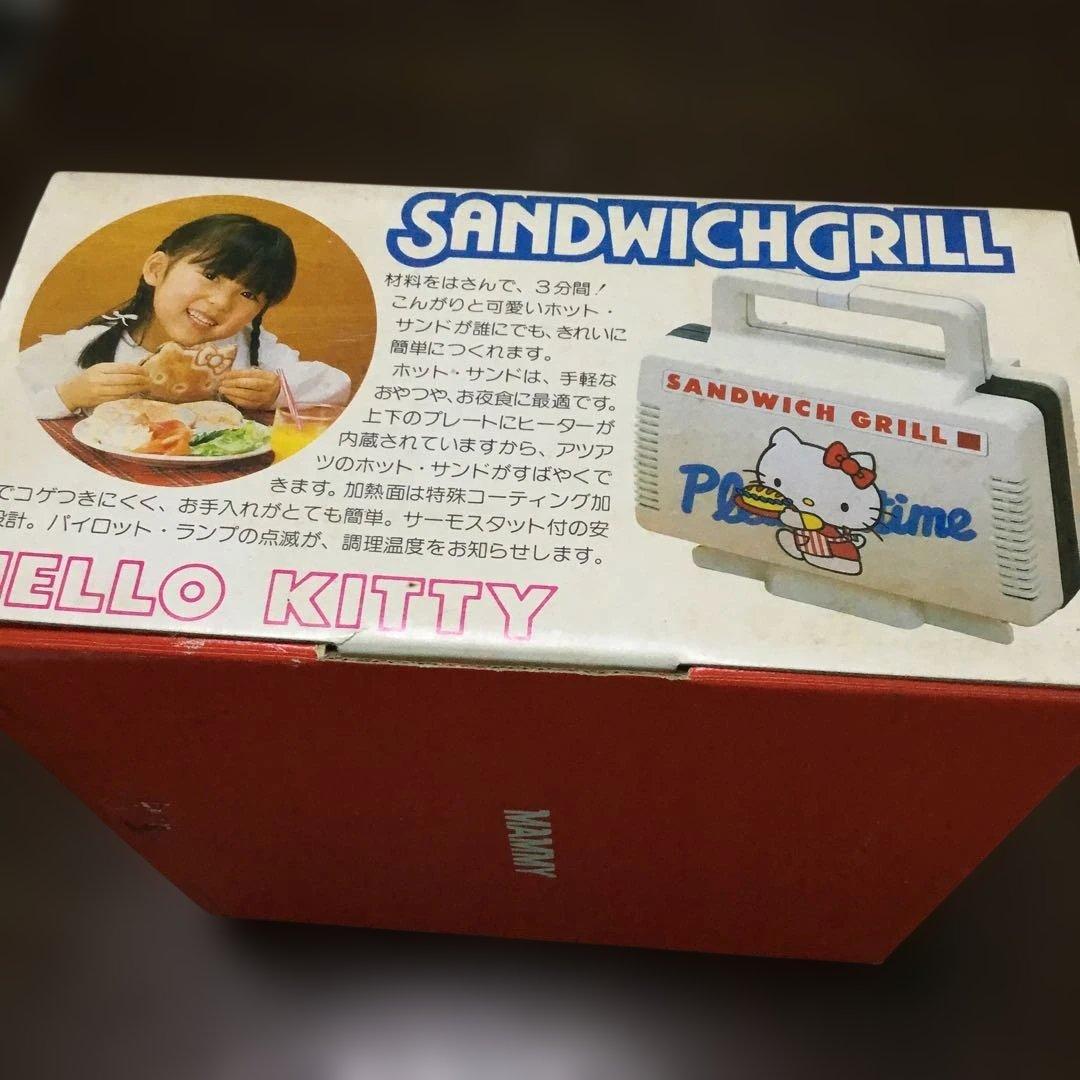 SANDWICHGRILL
材料をはさんで、3分間!
こんがりと可愛いホット・
サンドが誰にでも、きれいに
簡単につくれます。
ホット・サンドは、手軽な
おやつや、お夜食に最適です。
上下のプレートにヒーターが
内蔵されていますから、アツア
ツのホット・サンドがすばやくで
きます。加熱面は特殊コーティング加
でコゲつきにくく、お手入れがとても簡単。サーモスタット付の安
設計。パイロット・ランプの点滅が、調理温度をお知らせします。
HELLO KITTY
SANDWICH GRILL
time
MAMMY